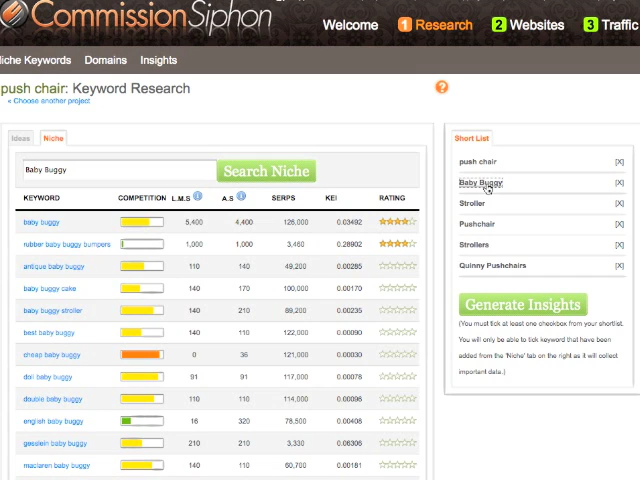 CommissionSiphon
Welcome 1 Research 2 Websites 3 Traffic
iche Keywords Domains Insights
push chair: Keyword Research ?
« Choose another project
Ideas Niche
Baby Buggy Search Niche
KEYWORD COMPETITION L.M.S i A.S i SERPS KEI RATING
baby buggy 5,400 4,400 126,000 0.03492
rubber baby buggy bumpers 1,000 1,000 3,460 0.28902
antique baby buggy 110 140 49,200 0.00285
baby buggy cake 140 170 100,000 0.00170
baby buggy stroller 140 210 89,200 0.00235
best baby buggy 140 110 122,000 0.00090
cheap baby buggy 0 36 121,000 0.00030
doll baby buggy 91 91 117,000 0.00078
double baby buggy 110 110 114,000 0.00096
english baby buggy 16 320 78,500 0.00408
gesslein baby buggy 210 210 3,330 0.06306
maclaren baby buggy 140 110 60,700 0.00181
Short List
push chair [X]
Baby Buggy [X]
Stroller [X]
Pushchair [X]
Strollers [X]
Quinny Pushchairs [X]
Generate Insights
(You must tick at least one checkbox from your shortlist.
You will only be able to tick keyword that have been
added from the 'Niche' tab on the right as it will collect
important data.)